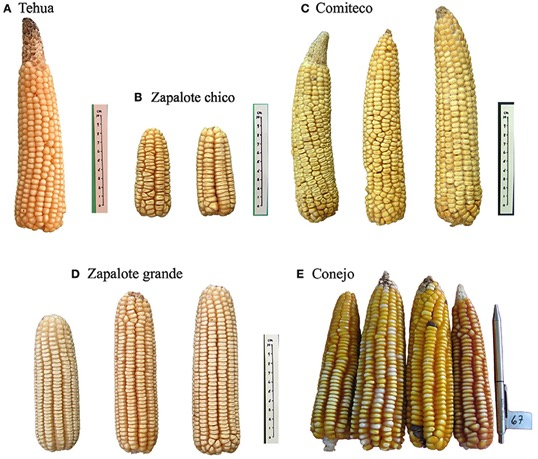 A Tehua
B Zapalote chico
C Comiteco
D Zapalote grande
E Conejo
67